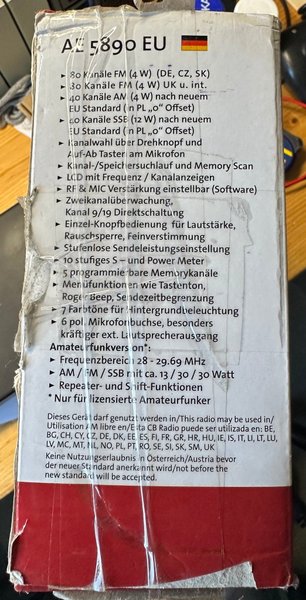 AE 5890 EU
▸ 80 Kanäle FM (4 W) (DE, CZ, SK)
▸ 80 Kanäle FM (4 W) UK u. int.
▸ 40 Kanäle AM (4 W) nach neuem
EU Standard (in PL „0“ Offset)
▸ 40 Kanäle SSB (12 W) nach neuem
EU Standard (in PL „0“ Offset)
▸ Kanalwahl über Drehknopf und
Auf-Ab Tasten am Mikrofon
▸ Kanal-/Speichersuchlauf und Memory Scan
▸ LCD mit Frequenz / Kanalanzeigen
▸ RF & MIC Verstärkung einstellbar (Software)
▸ Zweikanalüberwachung,
Kanal 9/19 Direktschaltung
▸ Einzel-Knopfbedienung für Lautstärke,
Rauschsperre, Feinverstimmung
▸ Stufenlose Sendeleistungseinstellung
▸ 10 stufiges S – und Power Meter
▸ 5 programmierbare Memorykanäle
▸ Menüfunktionen wie Tastenton,
Roger Beep, Sendezeitbegrenzung
▸ 7 Farbtöne für Hintergrundbeleuchtung
▸ 6 pol. Mikrofonbuchse, besonders
kräftiger ext. Lautsprecherausgang
Amateurfunkversion*:
▸ Frequenzbereich 28 - 29.69 MHz
▸ AM / FM / SSB mit ca. 13 / 30 / 30 Watt
▸ Repeater- und Shift-Funktionen
* Nur für lizensierte Amateurfunker
Dieses Gerät darf genutzt werden in/This radio may be used in/
Utilisation AM libre en/Esta CB Radio puede ser utilizada en: BE,
BG, CH, CY, CZ, DE, DK, EE, ES, FI, FR, GR, HR, HU, IE, IS, IT, LI, LT, LU,
LV, MC, MT, NL, NO, PL, PT, RO, SE, SI, SK, SM, UK
Keine Nutzungserlaubnis in Österreich/Austria bevor
der neuer Standard anerkannt wird/not before the
new standard will be accepted.